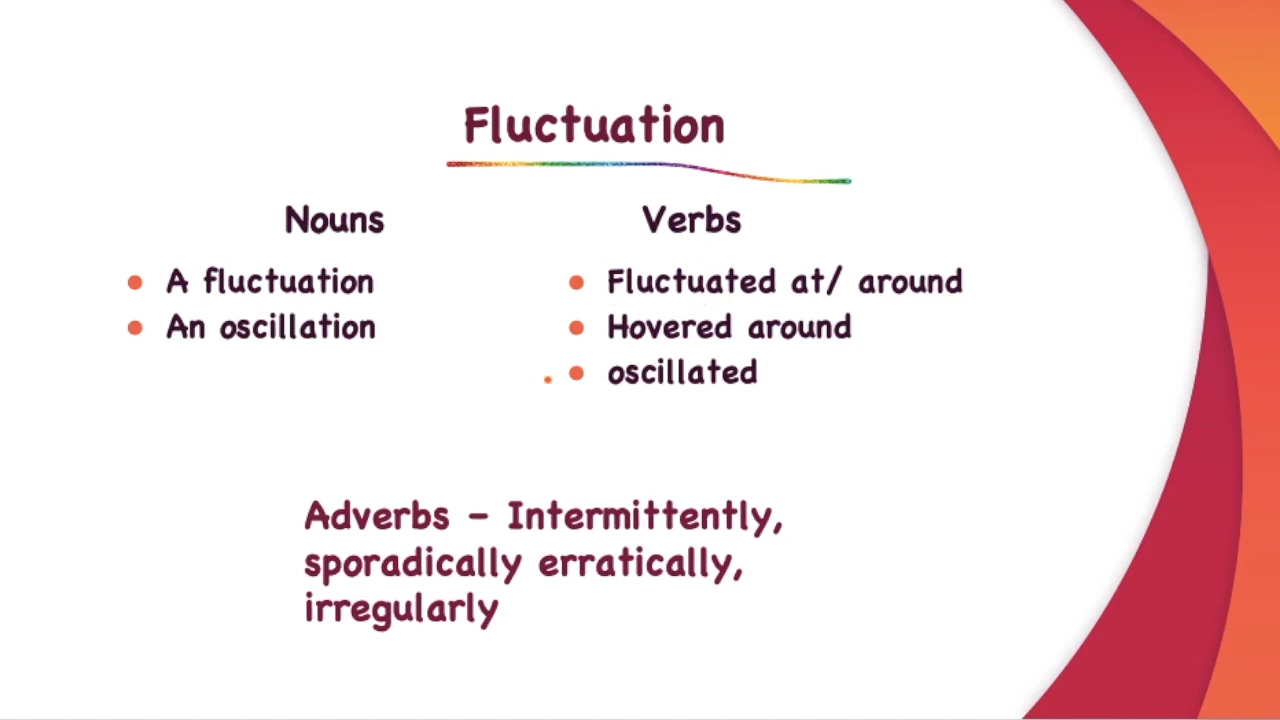 Fluctuation
Nouns
A fluctuation
An oscillation
Verbs
Fluctuated at/ around
Hovered around
oscillated
Adverbs – Intermittently,
sporadically erratically,
irregularly